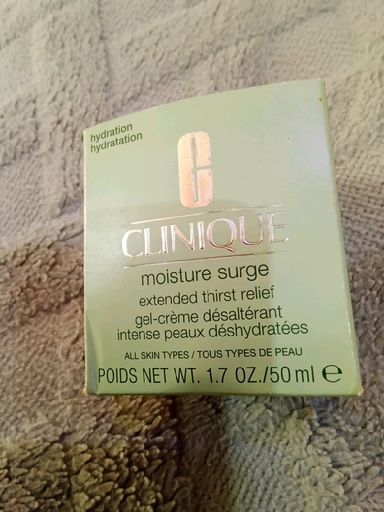 hydration
hydratation
C
CLINIQUE
moisture surge
extended thirst relief
gel-crème désaltérant
intense peaux déshydratées
ALL SKIN TYPES / TOUS TYPES DE PEAU
POIDS NET WT. 1.7 OZ./50 ml ℮